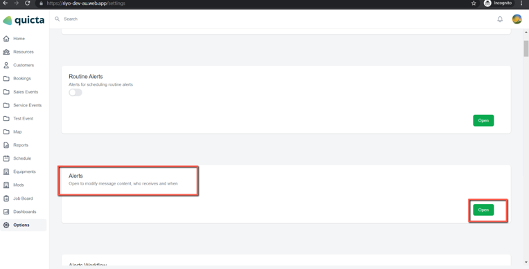 https://6yo-dev-au.web.app/settings
Incognito
quicta
Search
Home
Resources
Customers
Bookings
Sales Events
Service Events
Test Event
Map
Reports
Schedule
Equipments
Mods
Job Board
Dashboards
Options
Routine Alerts
Alerts for scheduling routine alerts
Open
Alerts
Open to modify message content, who receives and when
Open
Alerts Workflow